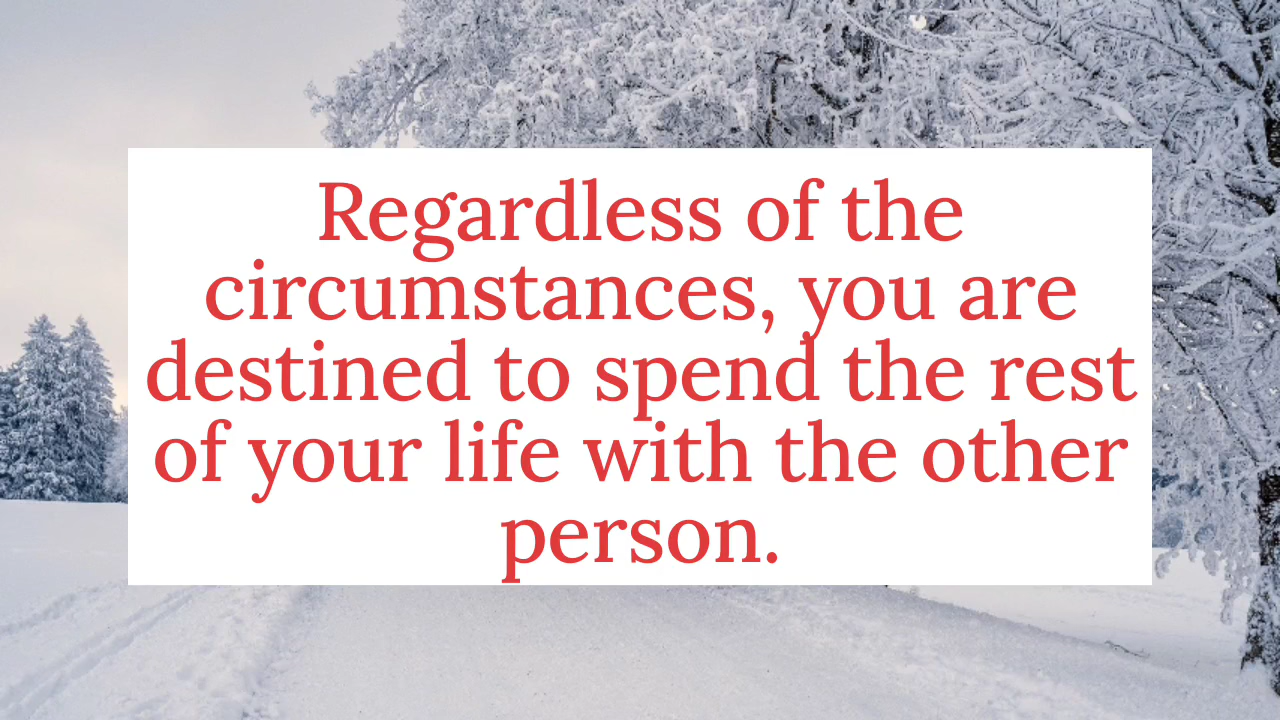 Regardless of the
circumstances, you are
destined to spend the rest
of your life with the other
person.